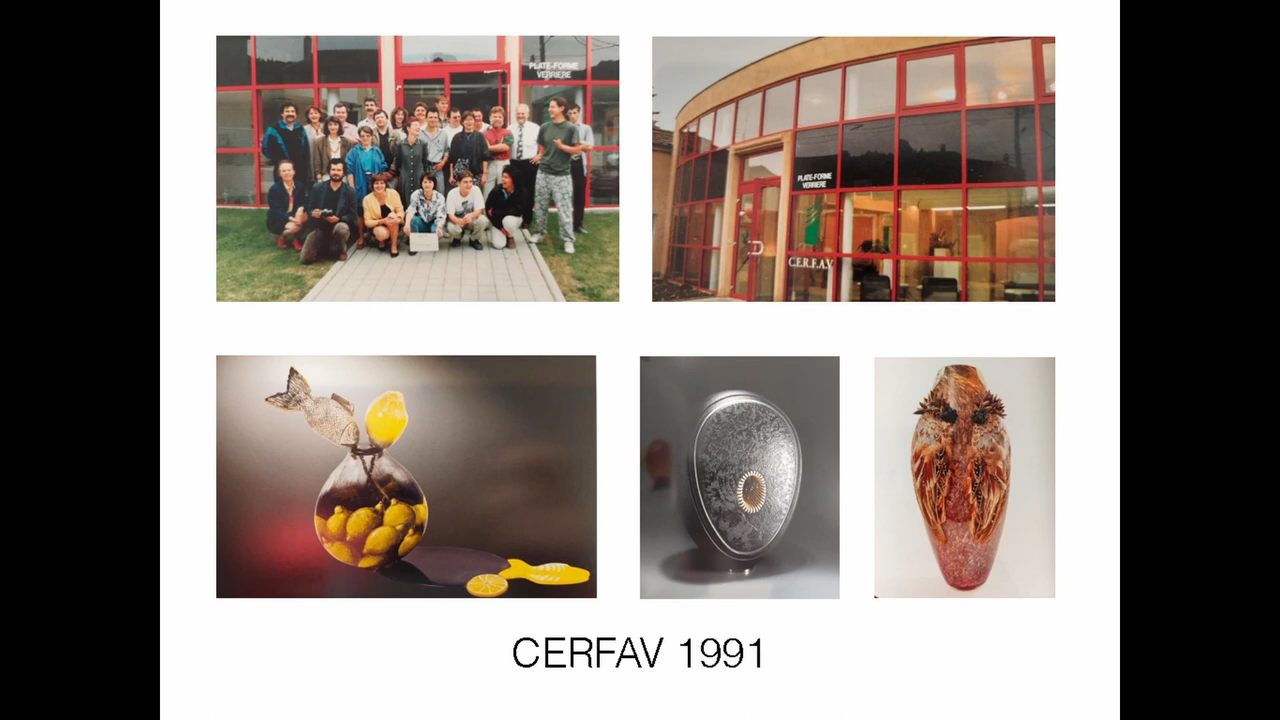 PLATE-FORME
VERRIERE
PLATE-FORME
VERRIERE
C.E.R.F.A.V.
CERFAV 1991